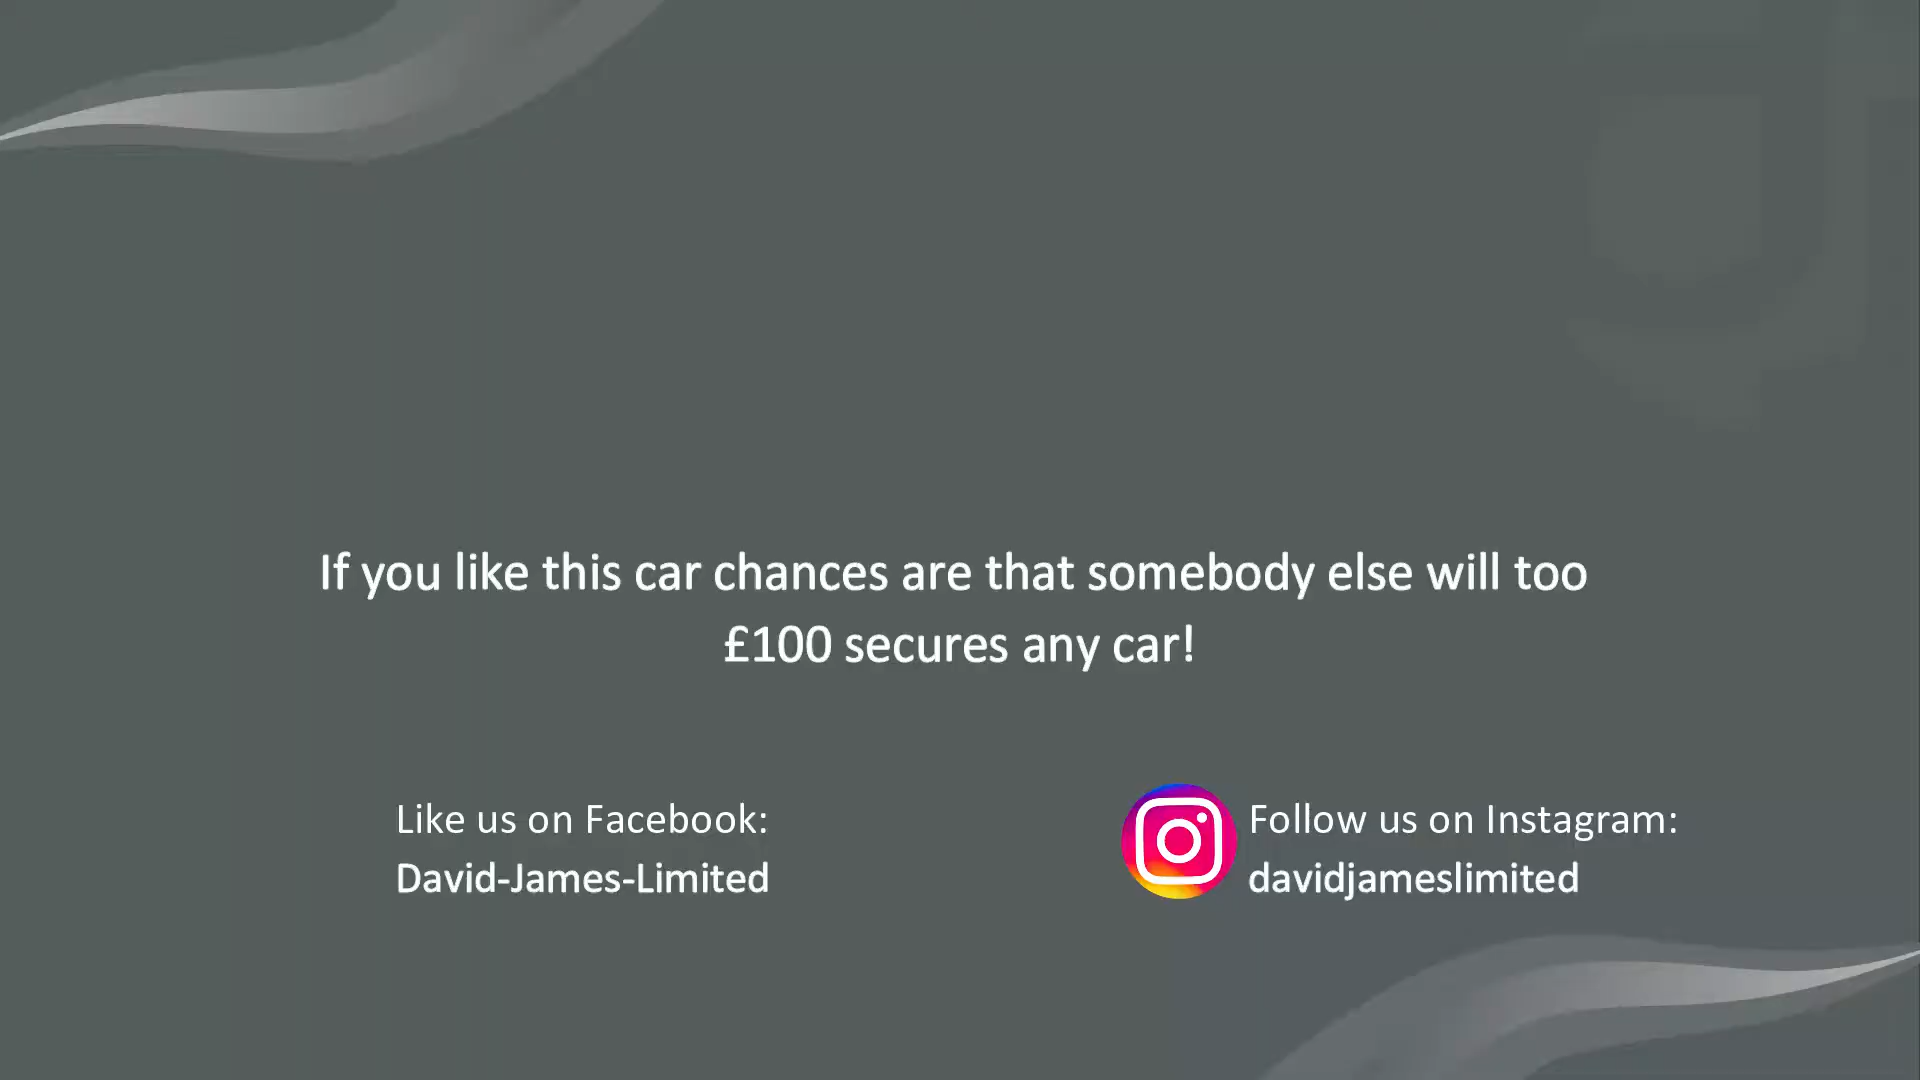 If you like this car chances are that somebody else will too
£100 secures any car!
Like us on Facebook:
David-James-Limited
Follow us on Instagram:
davidjameslimited